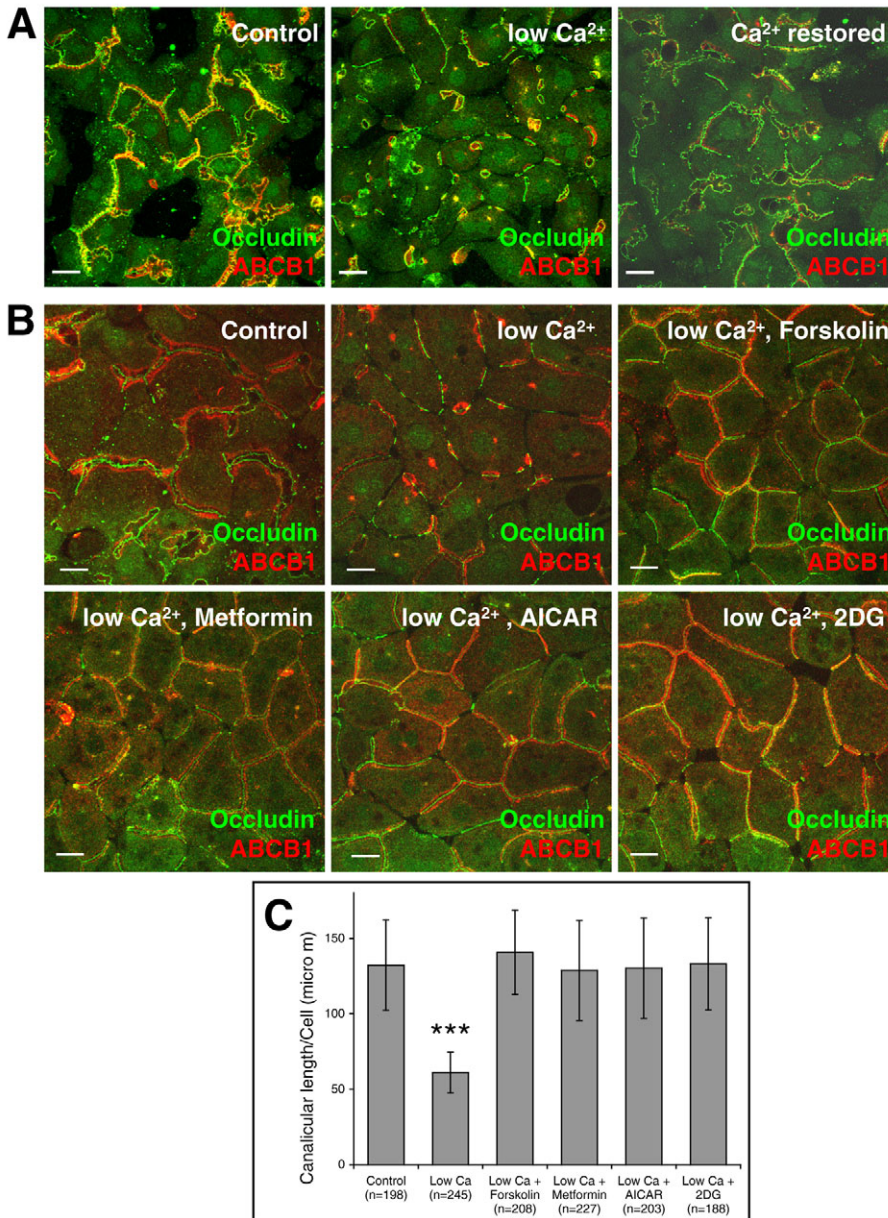 A
Control
Occludin
ABCB1
low Ca²⁺
Occludin
ABCB1
Ca²⁺ restored
Occludin
ABCB1
B
Control
Occludin
ABCB1
low Ca²⁺
Occludin
ABCB1
low Ca²⁺, Forskolin
Occludin
ABCB1
low Ca²⁺, Metformin
Occludin
ABCB1
low Ca²⁺ , AICAR
Occludin
ABCB1
low Ca²⁺, 2DG
Occludin
ABCB1
C
Canalicular length/Cell (micro m)
150
100
50
0
***
Control
(n=198)
Low Ca
(n=245)
Low Ca +
Forskolin
(n=208)
Low Ca +
Metformin
(n=227)
Low Ca +
AICAR
(n=203)
Low Ca +
2DG
(n=188)